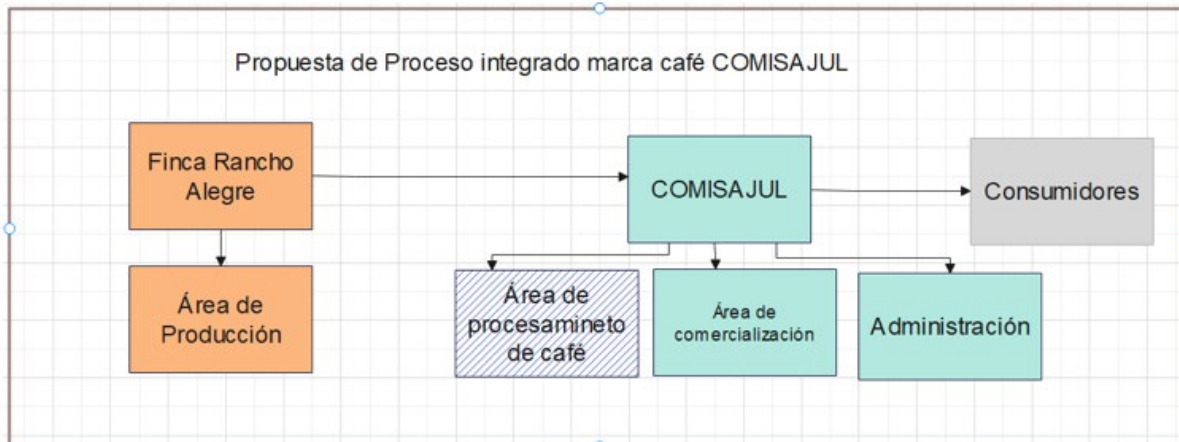 Propuesta de Proceso integrado marca café COMISAJUL
Finca Rancho
Alegre
COMISAJUL
Consumidores
Área de
Producción
Área de
procesamineto
de café
Área de
comercialización
Administración